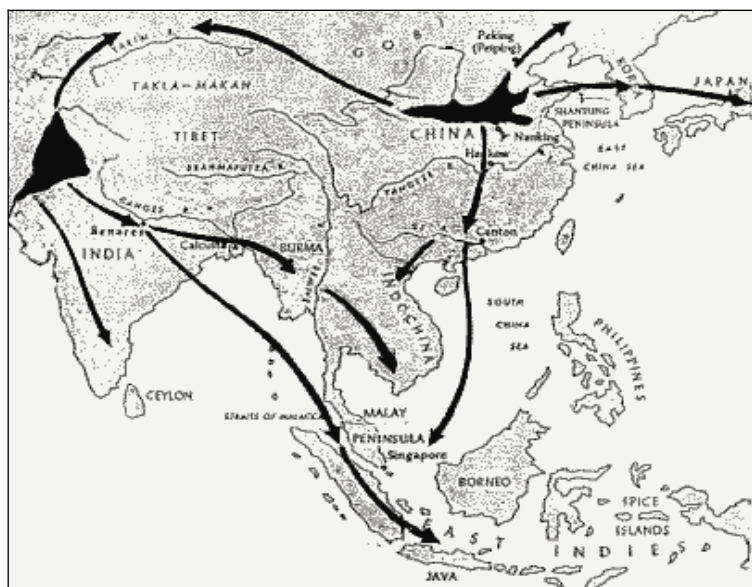 TARIM R.
GOBI
Peking
(Peiping)
TAKLA-MAKAN
KOREA
JAPAN
TIBET
CHINA
Nanking
SHANTUNG
PENINSULA
Hankow
EAST
CHINA SEA
BRAHMAPUTRA R.
YANGTZE R.
GANGES R.
Benares
Calcutta
BURMA
SI
Canton
INDIA
INDOCHINA
SOUTH
CHINA
SEA
PHILIPPINES
CEYLON
STRAITS OF MALACCA
MALAY
PENINSULA
Singapore
BORNEO
SPICE
ISLANDS
EAST INDIES
JAVA